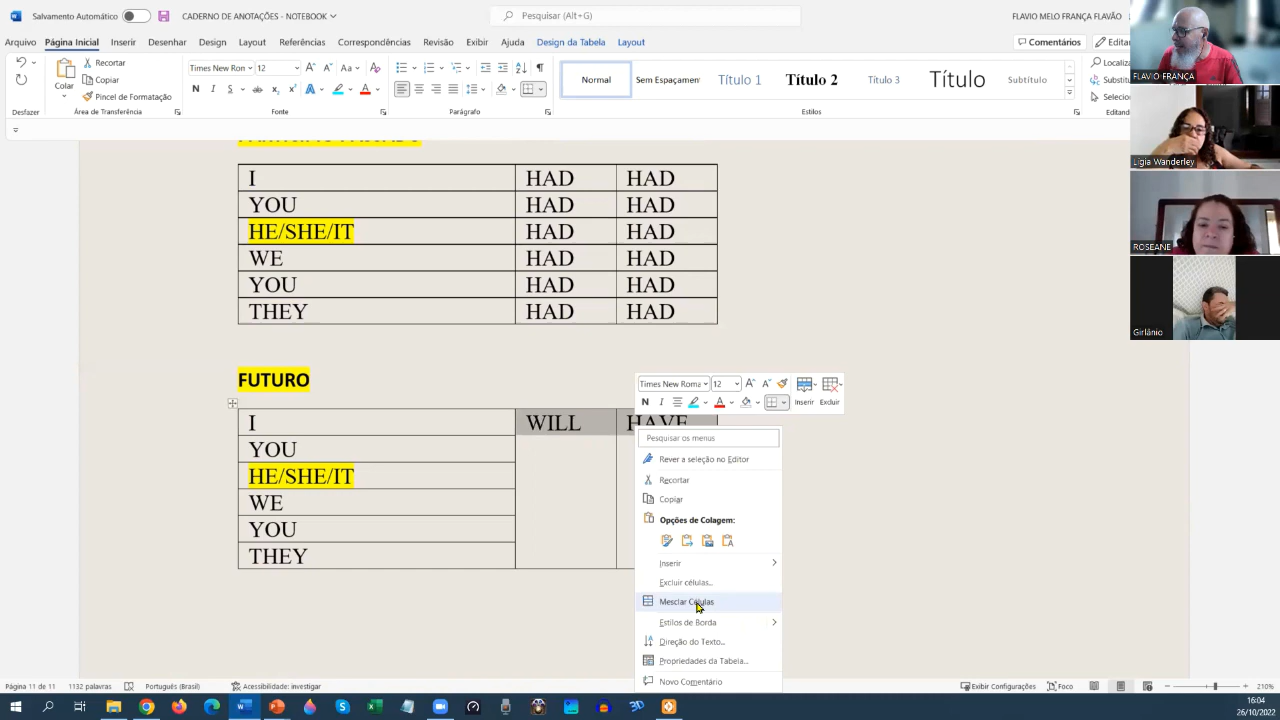 Salvamento Automático
CADERNO DE ANOTAÇÕES - NOTEBOOK
Pesquisar (Alt+G)
FLAVIO MELO FRANÇA FLAVÃO
Arquivo Página Inicial Inserir Desenhar Design Layout Referências Correspondências Revisão Exibir Ajuda Design da Tabela Layout
Comentários
Colar
Recortar
Copiar
Pincel de Formatação
Times New Ron 12
N I S
Normal
Sem Espaçamen
Título 1
Título 2
Título 3
Título
Subtítulo
Desfazer
Área de Transferência
Fonte
Parágrafo
Estilos
FLAVIO FRANÇA
Lígia Wanderley
ROSEANE
Girlânio
I HAD HAD
YOU HAD HAD
HE/SHE/IT HAD HAD
WE HAD HAD
YOU HAD HAD
THEY HAD HAD
FUTURO
I WILL HAVE
YOU
HE/SHE/IT
WE
YOU
THEY
Times New Roma 12
N I
Inserir
Excluir
Pesquisar os menus
Rever a seleção no Editor
Recortar
Copiar
Opções de Colagem:
Inserir
Excluir células...
Mesclar Células
Estilos de Borda
Direção do Texto...
Propriedades da Tabela...
Novo Comentário
Página 11 de 11
1132 palavras
Português (Brasil)
Acessibilidade: investigar
Exibir Configurações
Foco
210%
16:04
26/10/2022